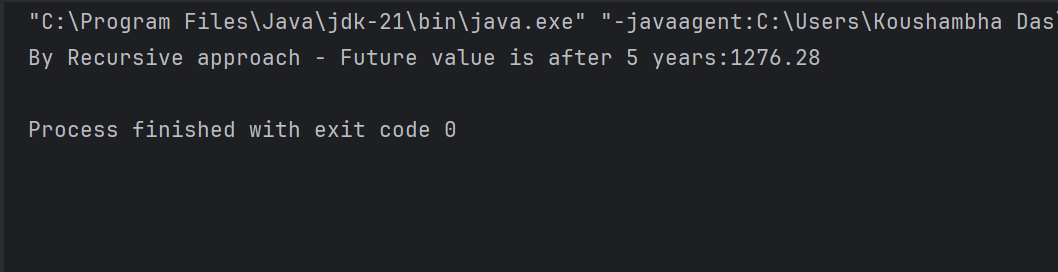 "C:\Program Files\Java\jdk-21\bin\java.exe" "-javaagent:C:\Users\Koushambha Das\
By Recursive approach - Future value is after 5 years:1276.28
Process finished with exit code 0